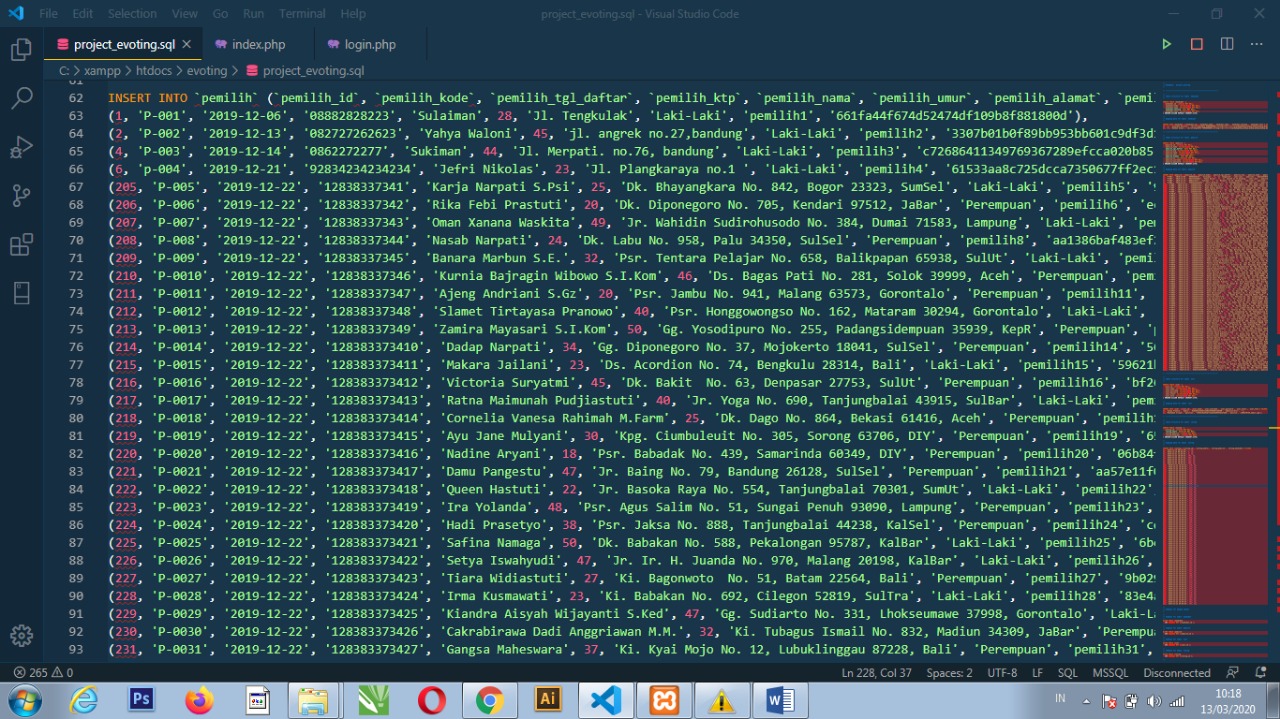 File Edit Selection View Go Run Terminal Help project_evoting.sql - Visual Studio Code
project_evoting.sql index.php login.php
C: > xampp > htdocs > evoting > project_evoting.sql
61
62 INSERT INTO `pemilih` (`pemilih_id`, `pemilih_kode`, `pemilih_tgl_daftar`, `pemilih_ktp`, `pemilih_nama`, `pemilih_umur`, `pemilih_alamat`, `pemil
63 (1, 'P-001', '2019-12-06', '08882828223', 'Sulaiman', 28, 'Jl. Tengkulak', 'Laki-Laki', 'pemilih1', '661fa44f674d52474df109b8f881800d'),
64 (2, 'P-002', '2019-12-13', '082727262623', 'Yahya Waloni', 45, 'jl. angrek no.27,bandung', 'Laki-Laki', 'pemilih2', '1c07b01b0f89bb953bb601c9df3d
65 (4, 'P-003', '2019-12-14', '0862272277', 'Sukiman', 44, 'Jl. Merpati. no.76, bandung', 'Laki-Laki', 'pemilih3', 'c72686411349769367289efcca020b85
66 (6, 'p-004', '2019-12-21', '023423423424', 'Jefri Nikolas', 23, 'Jl. Plangkaraya no.1', 'Laki-Laki', 'pemilih4', '61533aa8c725dcca7350677ff2ec
67 (205, 'P-005', '2019-12-22', '12838337341', 'Karja Narpati S.Psi', 25, 'Dk. Bhayangkara No. 842, Bogor 23323, SumSel', 'Laki-Laki', 'pemilih5', '
68 (206, 'P-006', '2019-12-22', '12838337342', 'Rika Febi Prastuti', 20, 'Dk. Diponegoro No. 705, Kendari 97512, JaBar', 'Perempuan', 'pemilih6', 'e
69 (207, 'P-007', '2019-12-22', '12838337343', 'Oman Vanana Waskita', 49, 'Jr. Wahidin Sudirohusodo No. 384, Dumai 71583, Lampung', 'Laki-Laki', 'pemi
70 (208, 'P-008', '2019-12-22', '12838337344', 'Nasab Narpati', 24, 'Dk. Labu No. 958, Palu 34350, SulSel', 'Perempuan', 'pemilih8', 'aa1386baf483ef
71 (209, 'P-009', '2019-12-22', '12838337345', 'Banara Marbun S.E.', 32, 'Psr. Tentara Pelajar No. 658, Balikpapan 65938, SulUt', 'Laki-Laki', 'pemil
72 (210, 'P-0010', '2019-12-22', '12838337346', 'Kurnia Bajragin Wibowo S.I.Kom', 46, 'Ds. Bagas Pati No. 281, Solok 39999, Aceh', 'Perempuan', 'pem
73 (211, 'P-0011', '2019-12-22', '12838337347', 'Ajeng Andriani S.Gz', 20, 'Psr. Jambu No. 941, Malang 63573, Gorontalo', 'Perempuan', 'pemilih11',
74 (212, 'P-0012', '2019-12-22', '12838337348', 'Slamet Tirtayasa Pranowo', 40, 'Psr. Honggowongso No. 162, Mataram 30294, Gorontalo', 'Laki-Laki',
75 (213, 'P-0013', '2019-12-22', '12838337349', 'Zamira Mayasari S.I.Kom', 50, 'Gg. Yosodipuro No. 255, Padangsidempuan 35939, KepR', 'Perempuan', '
76 (214, 'P-0014', '2019-12-22', '128383373410', 'Dadap Narpati', 34, 'Gg. Diponegoro No. 37, Mojokerto 18041, SulSel', 'Perempuan', 'pemilih14', '5
77 (215, 'P-0015', '2019-12-22', '128383373411', 'Makara Jailani', 23, 'Ds. Acordion No. 74, Bengkulu 28314, Bali', 'Laki-Laki', 'pemilih15', '59621
78 (216, 'P-0016', '2019-12-22', '128383373412', 'Victoria Suryatmi', 45, 'Dk. Bakit  No. 63, Denpasar 27753, SulUt', 'Laki-Laki', 'pemilih16', 'bf2
79 (217, 'P-0017', '2019-12-22', '128383373413', 'Ratih Maimunah Pudjiastuti', 40, 'Jr. Yoga No. 690, Tanjungbalai 43915, SulBar', 'Laki-Laki', 'pem
80 (218, 'P-0018', '2019-12-22', '128383373414', 'Cornelia Vanesa Rahimah M.Farm', 25, 'Dk. Dago No. 864, Bekasi 81416, Aceh', 'Perempuan', 'pemilih
81 (219, 'P-0019', '2019-12-22', '128383373415', 'Ayu Jane Mulyani', 30, 'Kpg. Ciumbuleuit No. 305, Sorong 63706, DIY', 'Perempuan', 'pemilih19', '6
82 (220, 'P-0020', '2019-12-22', '128383373416', 'Nadia Andriani', 18, 'Psr. Babadak No. 439, Samarinda 60349, DIY', 'Perempuan', 'pemilih20', '06b84
83 (221, 'P-0021', '2019-12-22', '128383373417', 'Damu Pangestu', 47, 'Jr. Baing No. 79, Bandung 26128, SulSel', 'Perempuan', 'pemilih21', 'aa57e11f
84 (222, 'P-0022', '2019-12-22', '128383373418', 'Queen Hastuti', 22, 'Jr. Basoka Raya No. 554, Tanjungbalai 70301, SumUt', 'Laki-Laki', 'pemilih22'
85 (223, 'P-0023', '2019-12-22', '128383373419', 'Ira Yolanda', 48, 'Psr. Agus Salim No. 51, Sungai Penuh 93090, Lampung', 'Perempuan', 'pemilih23',
86 (224, 'P-0024', '2019-12-22', '128383373420', 'Hadi Prasetyo', 38, 'Psr. Jaksa No. 888, Tanjungbalai 44238, KalSel', 'Perempuan', 'pemilih24', 'c
87 (225, 'P-0025', '2019-12-22', '128383373421', 'Safina Namaga', 50, 'Dk. Babakan No. 588, Pekalongan 95787, KalBar', 'Laki-Laki', 'pemilih25', '6b
88 (226, 'P-0026', '2019-12-22', '128383373422', 'Setya Siswahyudi', 47, 'Jr. Ir. H. Juanda No. 970, Malang 20198, KalBar', 'Laki-Laki', 'pemilih26'
89 (227, 'P-0027', '2019-12-22', '128383373423', 'Tiara Widiastuti', 27, 'Ki. Bagonwoto No. 51, Batam 22564, Bali', 'Perempuan', 'pemilih27', '9b02
90 (228, 'P-0028', '2019-12-22', '128383373424', 'Irma Usmawati', 23, 'Ki. Babakan No. 692, Cilegon 52819, SulTra', 'Laki-Laki', 'pemilih28', '83e4
91 (229, 'P-0029', '2019-12-22', '128383373425', 'Kiandra Aisyah Wijayanti S.Ked', 47, 'Gg. Sudiarto No. 331, Lhokseumawe 37998, Gorontalo', 'Laki-L
92 (230, 'P-0030', '2019-12-22', '128383373426', 'Cakrabirawa Dadi Anggriawan M.M.', 32, 'Ki. Tubagus Ismail No. 232, Madiun 34309, JaBar', 'Perempu
93 (231, 'P-0031', '2019-12-22', '128383373427', 'Ganda Maheswara', 37, 'Ki. Kyai Mojo No. 12, Lubuklinggau 87228, Bali', 'Perempuan', 'pemilih31',
265 0 Ln 228, Col 37 Spaces: 2 UTF-8 LF SQL MSSQL Disconnected
IN 10:18
13/03/2020